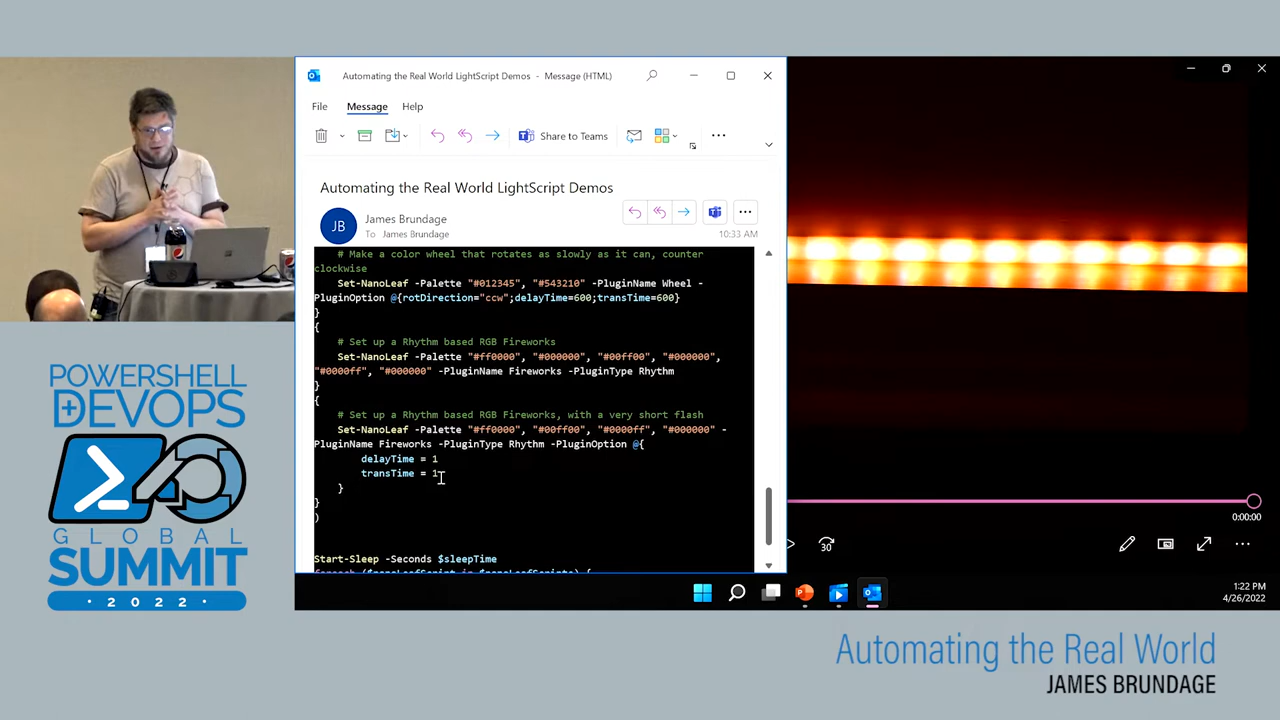 Automating the Real World LightScript Demos - Message (HTML)
File Message Help
Share to Teams
Automating the Real World LightScript Demos
JB
James Brundage
To James Brundage
10:33 AM
# Make a color wheel that rotates as slowly as it can, counter
clockwise
Set-NanoLeaf -Palette "#012345", "#543210" -PluginName Wheel -
PluginOption @{rotDirection="ccw";delayTime=600;transTime=600}
}
{
# Set up a Rhythm based RGB Fireworks
Set-NanoLeaf -Palette "#ff0000", "#000000", "#00ff00", "#000000",
"#0000ff", "#000000" -PluginName Fireworks -PluginType Rhythm
}
{
# Set up a Rhythm based RGB Fireworks, with a very short flash
Set-NanoLeaf -Palette "#ff0000", "#00ff00", "#0000ff", "#000000" -
PluginName Fireworks -PluginType Rhythm -PluginOption @{
delayTime = 1
transTime = 1
}
}
)
Start-Sleep -Seconds $sleepTime
foreach ($nanoLeafScript in $nanoLeafScripts) {
0:00:00
30
1:22 PM
4/26/2022
POWERSHELL
+DEVOPS
GLOBAL
SUMMIT
· 2022 ·
Automating the Real World
JAMES BRUNDAGE